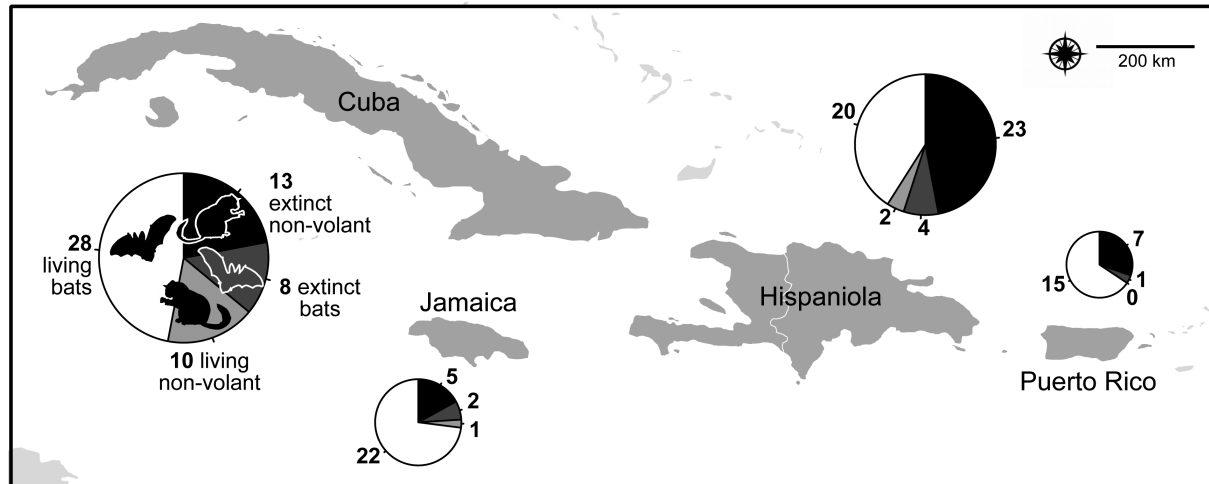 200 km
Cuba
20
23
2
4
13
extinct
non-volant
28
living
bats
8 extinct
bats
10 living
non-volant
Jamaica
5
2
1
22
Hispaniola
7
1
0
15
Puerto Rico